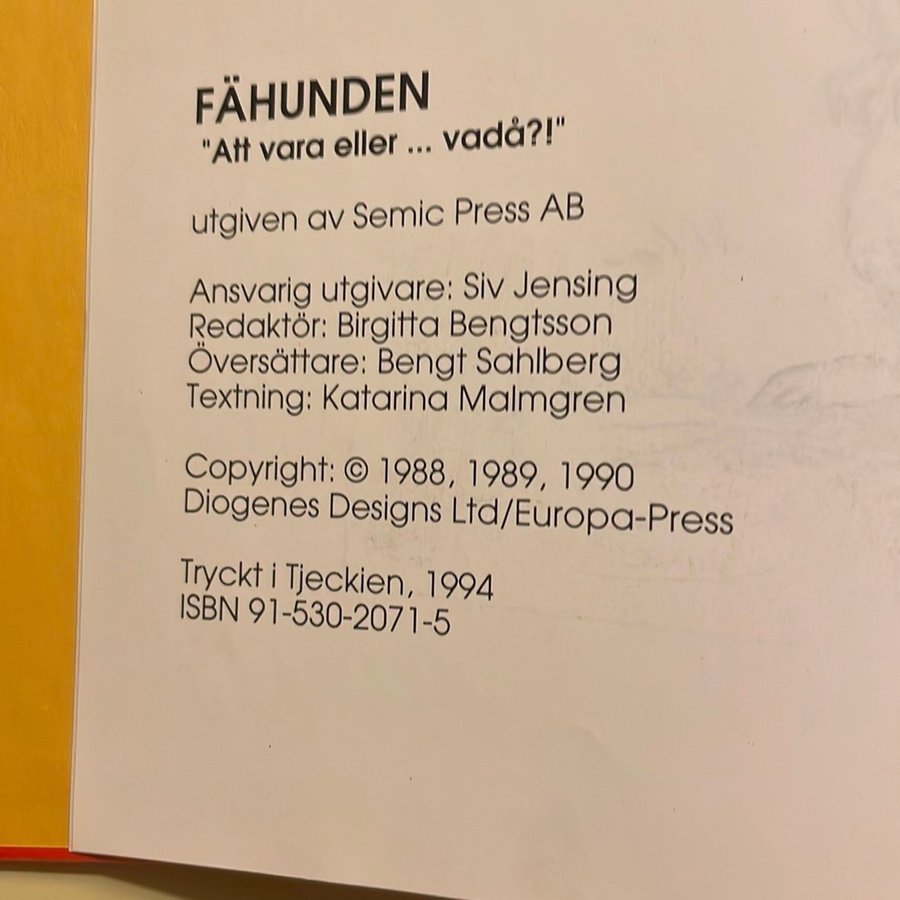 FÄHUNDEN
"Att vara eller ... vadå?!"
utgiven av Semic Press AB
Ansvarig utgivare: Siv Jensing
Redaktör: Birgitta Bengtsson
Översättare: Bengt Sahlberg
Textning: Katarina Malmgren
Copyright: © 1988, 1989, 1990
Diogenes Designs Ltd/Europa-Press
Tryckt i Tjeckien, 1994
ISBN 91-530-2071-5